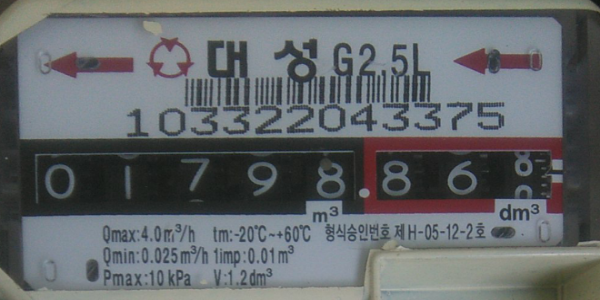 대성 G2.5L
103322043375
01798.868
m³ dm³
Qmax:4.0m³/h tm:-20℃~+60℃ 형식승인번호 제H-05-12-2호
Qmin:0.025m³/h 1imp:0.01m³
Pmax:10kPa V:1.2dm³